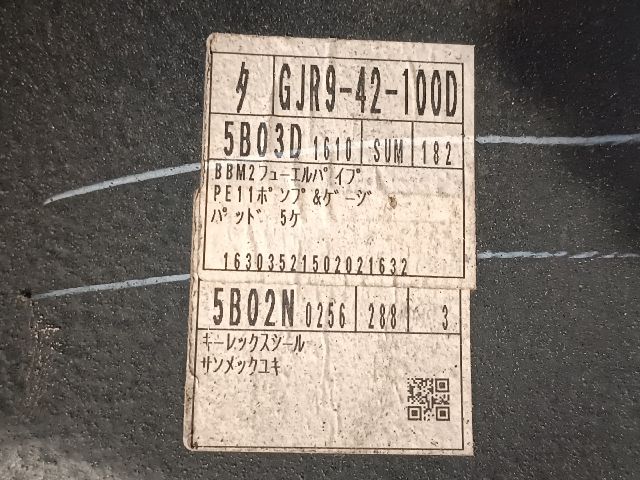 タ GJR9-42-100D
5B03D 1610 SUM 182
BBM2フューエルパイプ
PE11ポンプ&ゲージ
パッド 5ケ
16303521502021632
5B02N 0256 288 3
キーレックスシール
サンメックユキ